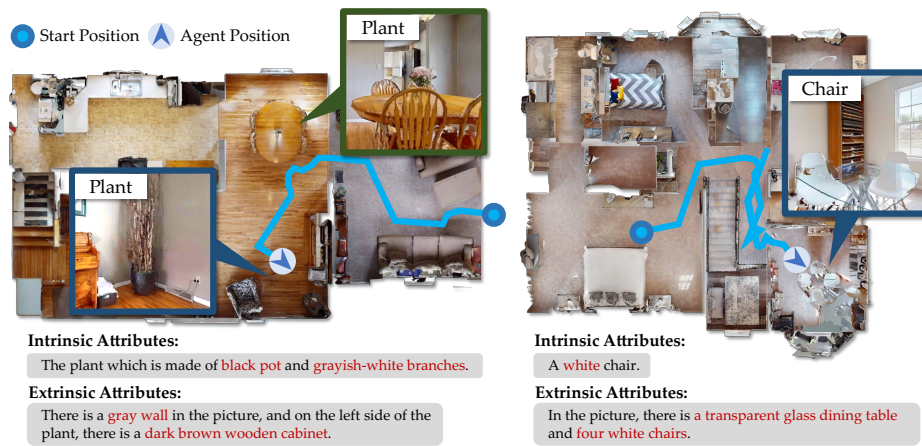 Start Position
Agent Position
Plant
Plant
Intrinsic Attributes:
The plant which is made of black pot and grayish-white branches.
Extrinsic Attributes:
There is a gray wall in the picture, and on the left side of the
plant, there is a dark brown wooden cabinet.
Chair
Intrinsic Attributes:
A white chair.
Extrinsic Attributes:
In the picture, there is a transparent glass dining table
and four white chairs.